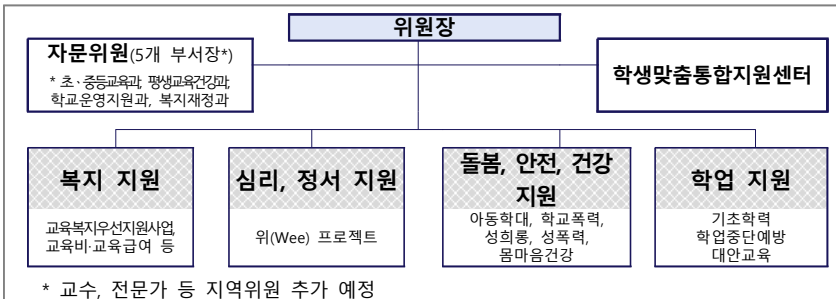 위원장
자문위원(5개 부서장*)
* 초·중등교육과, 평생교육건강과,
학교운영지원과, 복지재정과
학생맞춤통합지원센터
복지 지원
교육복지우선지원사업,
교육비·교육급여 등
심리, 정서 지원
위(Wee) 프로젝트
돌봄, 안전, 건강
지원
아동학대, 학교폭력,
성희롱, 성폭력,
몸마음건강
학업 지원
기초학력
학업중단예방
대안교육
* 교수, 전문가 등 지역위원 추가 예정